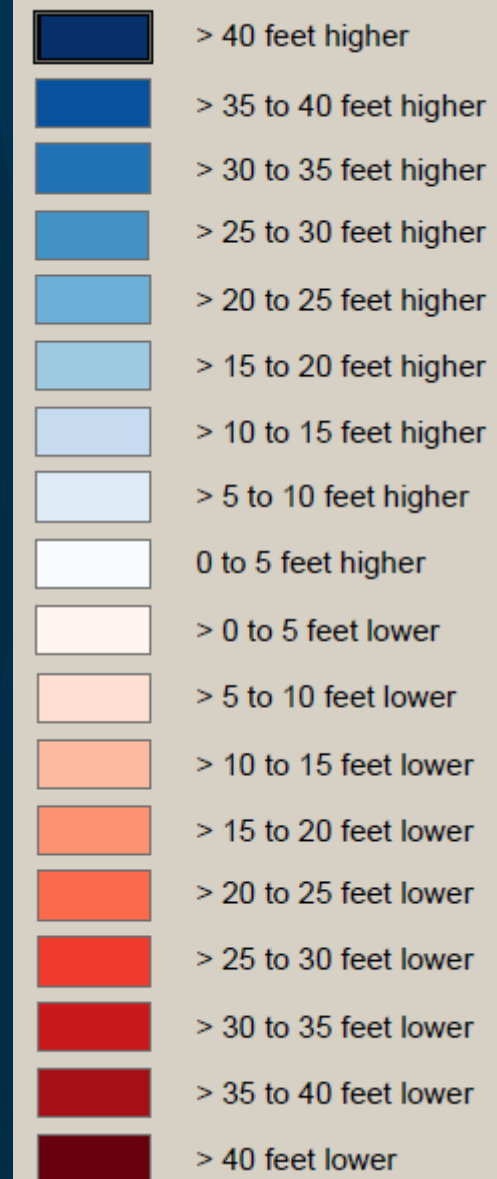 > 40 feet higher
> 35 to 40 feet higher
> 30 to 35 feet higher
> 25 to 30 feet higher
> 20 to 25 feet higher
> 15 to 20 feet higher
> 10 to 15 feet higher
> 5 to 10 feet higher
0 to 5 feet higher
> 0 to 5 feet lower
> 5 to 10 feet lower
> 10 to 15 feet lower
> 15 to 20 feet lower
> 20 to 25 feet lower
> 25 to 30 feet lower
> 30 to 35 feet lower
> 35 to 40 feet lower
> 40 feet lower